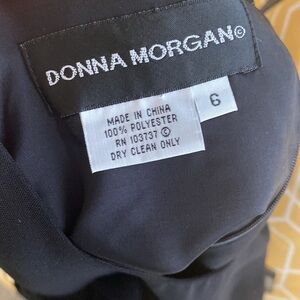 DONNA MORGAN©
6
MADE IN CHINA
100% POLYESTER
RN 103737 ©
DRY CLEAN ONLY